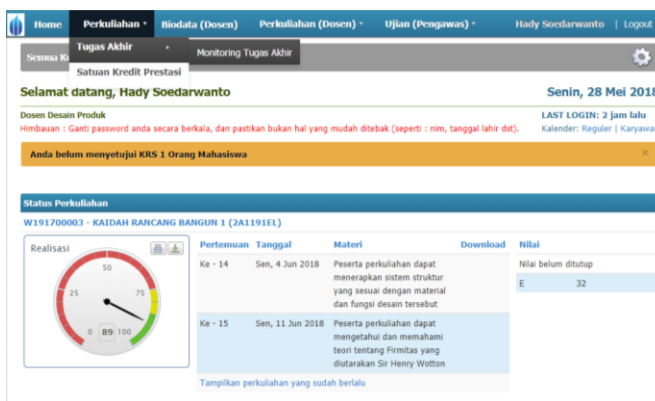 Home Perkuliahan Biodata (Dosen) Perkuliahan (Dosen) Ujian (Pengawas) Hady Soedarwanto | Logout
Tugas Akhir Monitoring Tugas Akhir
Semua
Satuan Kredit Prestasi
Selamat datang, Hady Soedarwanto Senin, 28 Mei 2018
Dosen Desain Produk LAST LOGIN: 2 jam lalu
Himbauan : Ganti password anda secara berkala, dan pastikan bukan hal yang mudah ditebak (seperti : nim, tanggal lahir dst). Kalender: Reguler | Karyawa
Anda belum menyetujui KRS 1 Orang Mahasiswa ×
Status Perkuliahan
W191700003 - KAIDAH RANCANG BANGUN 1 (2A1191EL)
Realisasi
0 25 50 75 100
89
Pertemuan Tanggal Materi Download
Ke - 14 Sen, 4 Jun 2018 Peserta perkuliahan dapat
menerapkan sistem struktur
yang sesuai dengan material
dan fungsi desain tersebut
Ke - 15 Sen, 11 Jun 2018 Peserta perkuliahan dapat
mengetahui dan memahami
teori tentang Firmitas yang
diutarakan Sir Henry Wotton
Tampilkan perkuliahan yang sudah berlalu
Nilai
Nilai belum ditutup
E 32